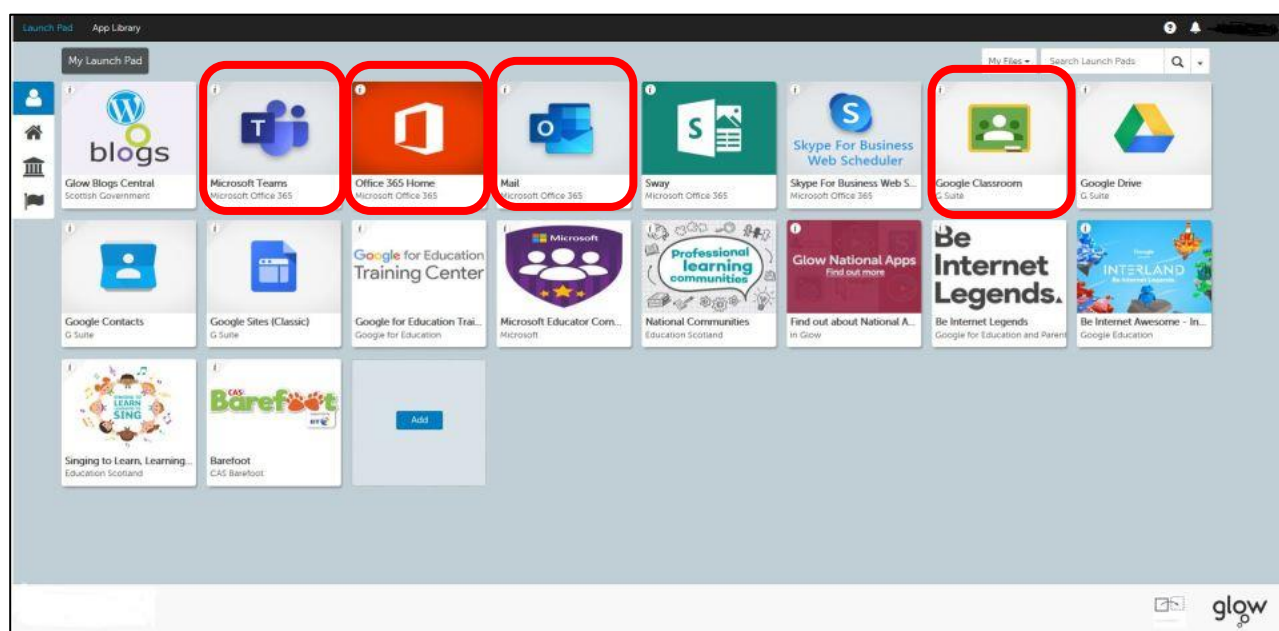 Launch Pad App Library
My Launch Pad
My Files
Search Launch Pads
blogs
Glow Blogs Central
Scottish Government
T
Microsoft Teams
Microsoft Office 365
Office 365 Home
Microsoft Office 365
O
Mail
Microsoft Office 365
S
Sway
Microsoft Office 365
S
Skype For Business
Web Scheduler
Skype For Business Web S...
Microsoft Office 365
Google Classroom
G Suite
Google Drive
G Suite
Google Contacts
G Suite
Google Sites (Classic)
G Suite
Google for Education
Training Center
Google for Education Trai...
Google for Education
Microsoft
Microsoft Educator Com...
Microsoft
Professional
learning
communities
National Communities
Education Scotland
Glow National Apps
Find out more
Find out about National A...
in Glow
Be
Internet
Legends.
Be Internet Legends
Google for Education and Parent
Google
INTERLAND
Be Internet Legends
Be Internet Awesome - In...
Google Education
SINGING TO
LEARN
LEARNING TO
SING
Singing to Learn, Learning...
Education Scotland
CAS
Barefoot
BT
Barefoot
CAS Barefoot
Add
glow